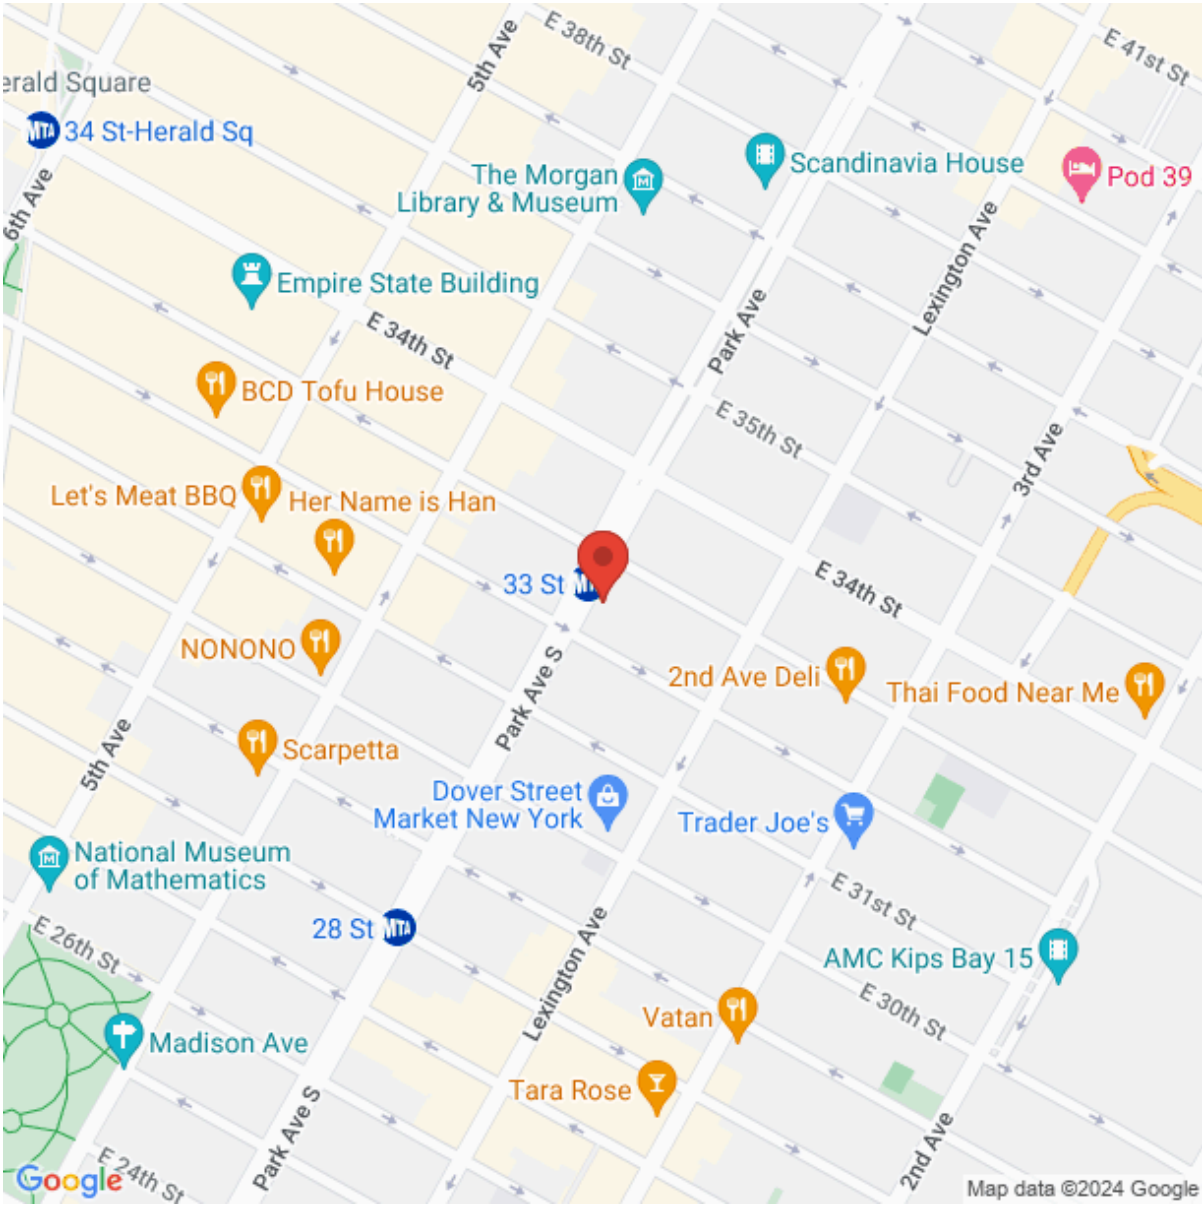 E 38th St
5th Ave
E 41st St
erald Square
MTA 34 St-Herald Sq
The Morgan
Library & Museum
Scandinavia House
Pod 39
6th Ave
Lexington Ave
Empire State Building
E 34th St
Park Ave
BCD Tofu House
E 35th St
3rd Ave
Let's Meat BBQ
Her Name is Han
33 St
E 34th St
NONONO
2nd Ave Deli
Thai Food Near Me
Park Ave S
Scarpetta
5th Ave
Dover Street
Market New York
Trader Joe's
National Museum
of Mathematics
E 31st St
28 St MTA
E 26th St
Lexington Ave
AMC Kips Bay 15
E 30th St
Vatan
Madison Ave
Tara Rose
Park Ave S
2nd Ave
E 24th St
Google
Map data ©2024 Google